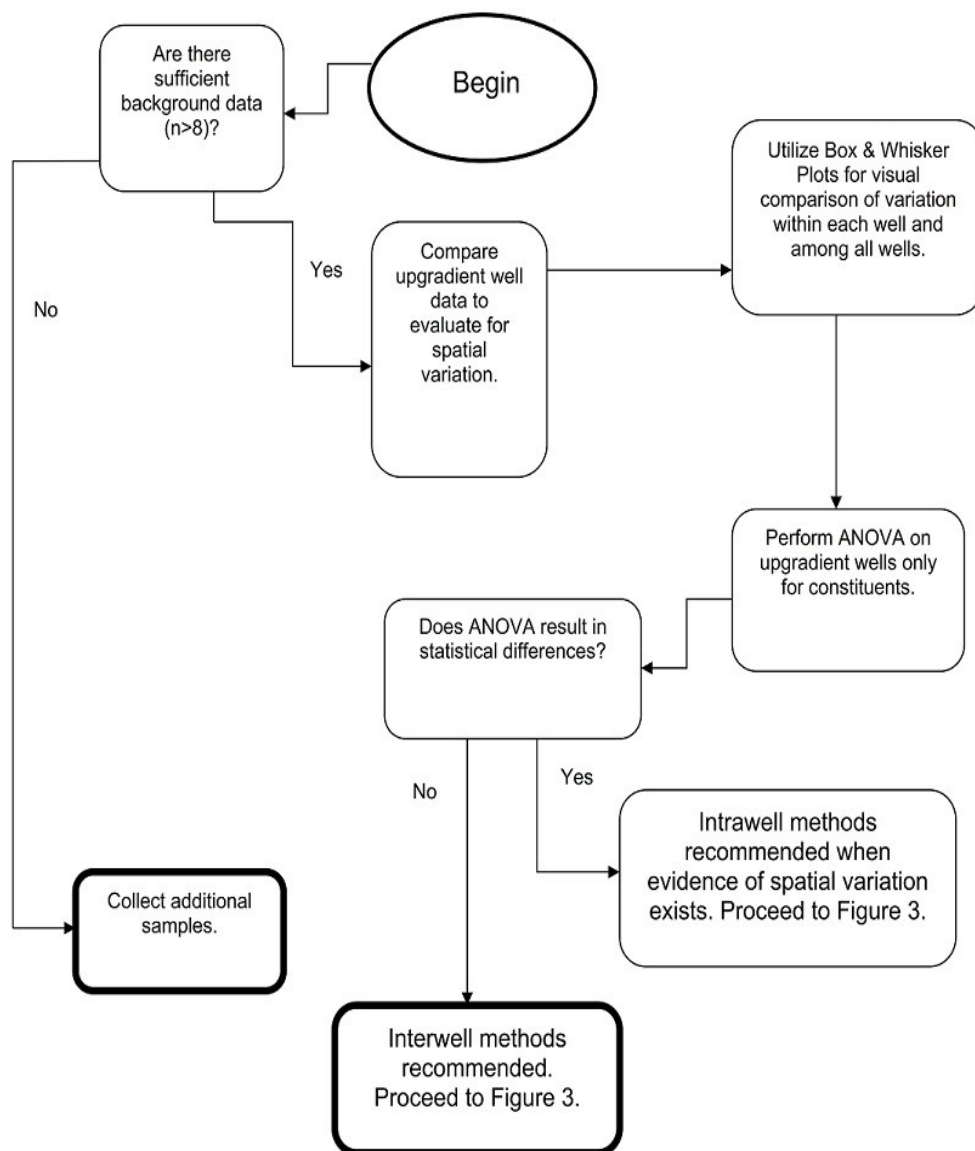 Begin
Are there
sufficient
background data
(n>8)?
No
Yes
Compare
upgradient well
data to
evaluate for
spatial
variation.
Utilize Box & Whisker
Plots for visual
comparison of variation
within each well and
among all wells.
Perform ANOVA on
upgradient wells only
for constituents.
Does ANOVA result in
statistical differences?
No
Yes
Intrawell methods
recommended when
evidence of spatial variation
exists. Proceed to Figure 3.
Collect additional
samples.
Interwell methods
recommended.
Proceed to Figure 3.